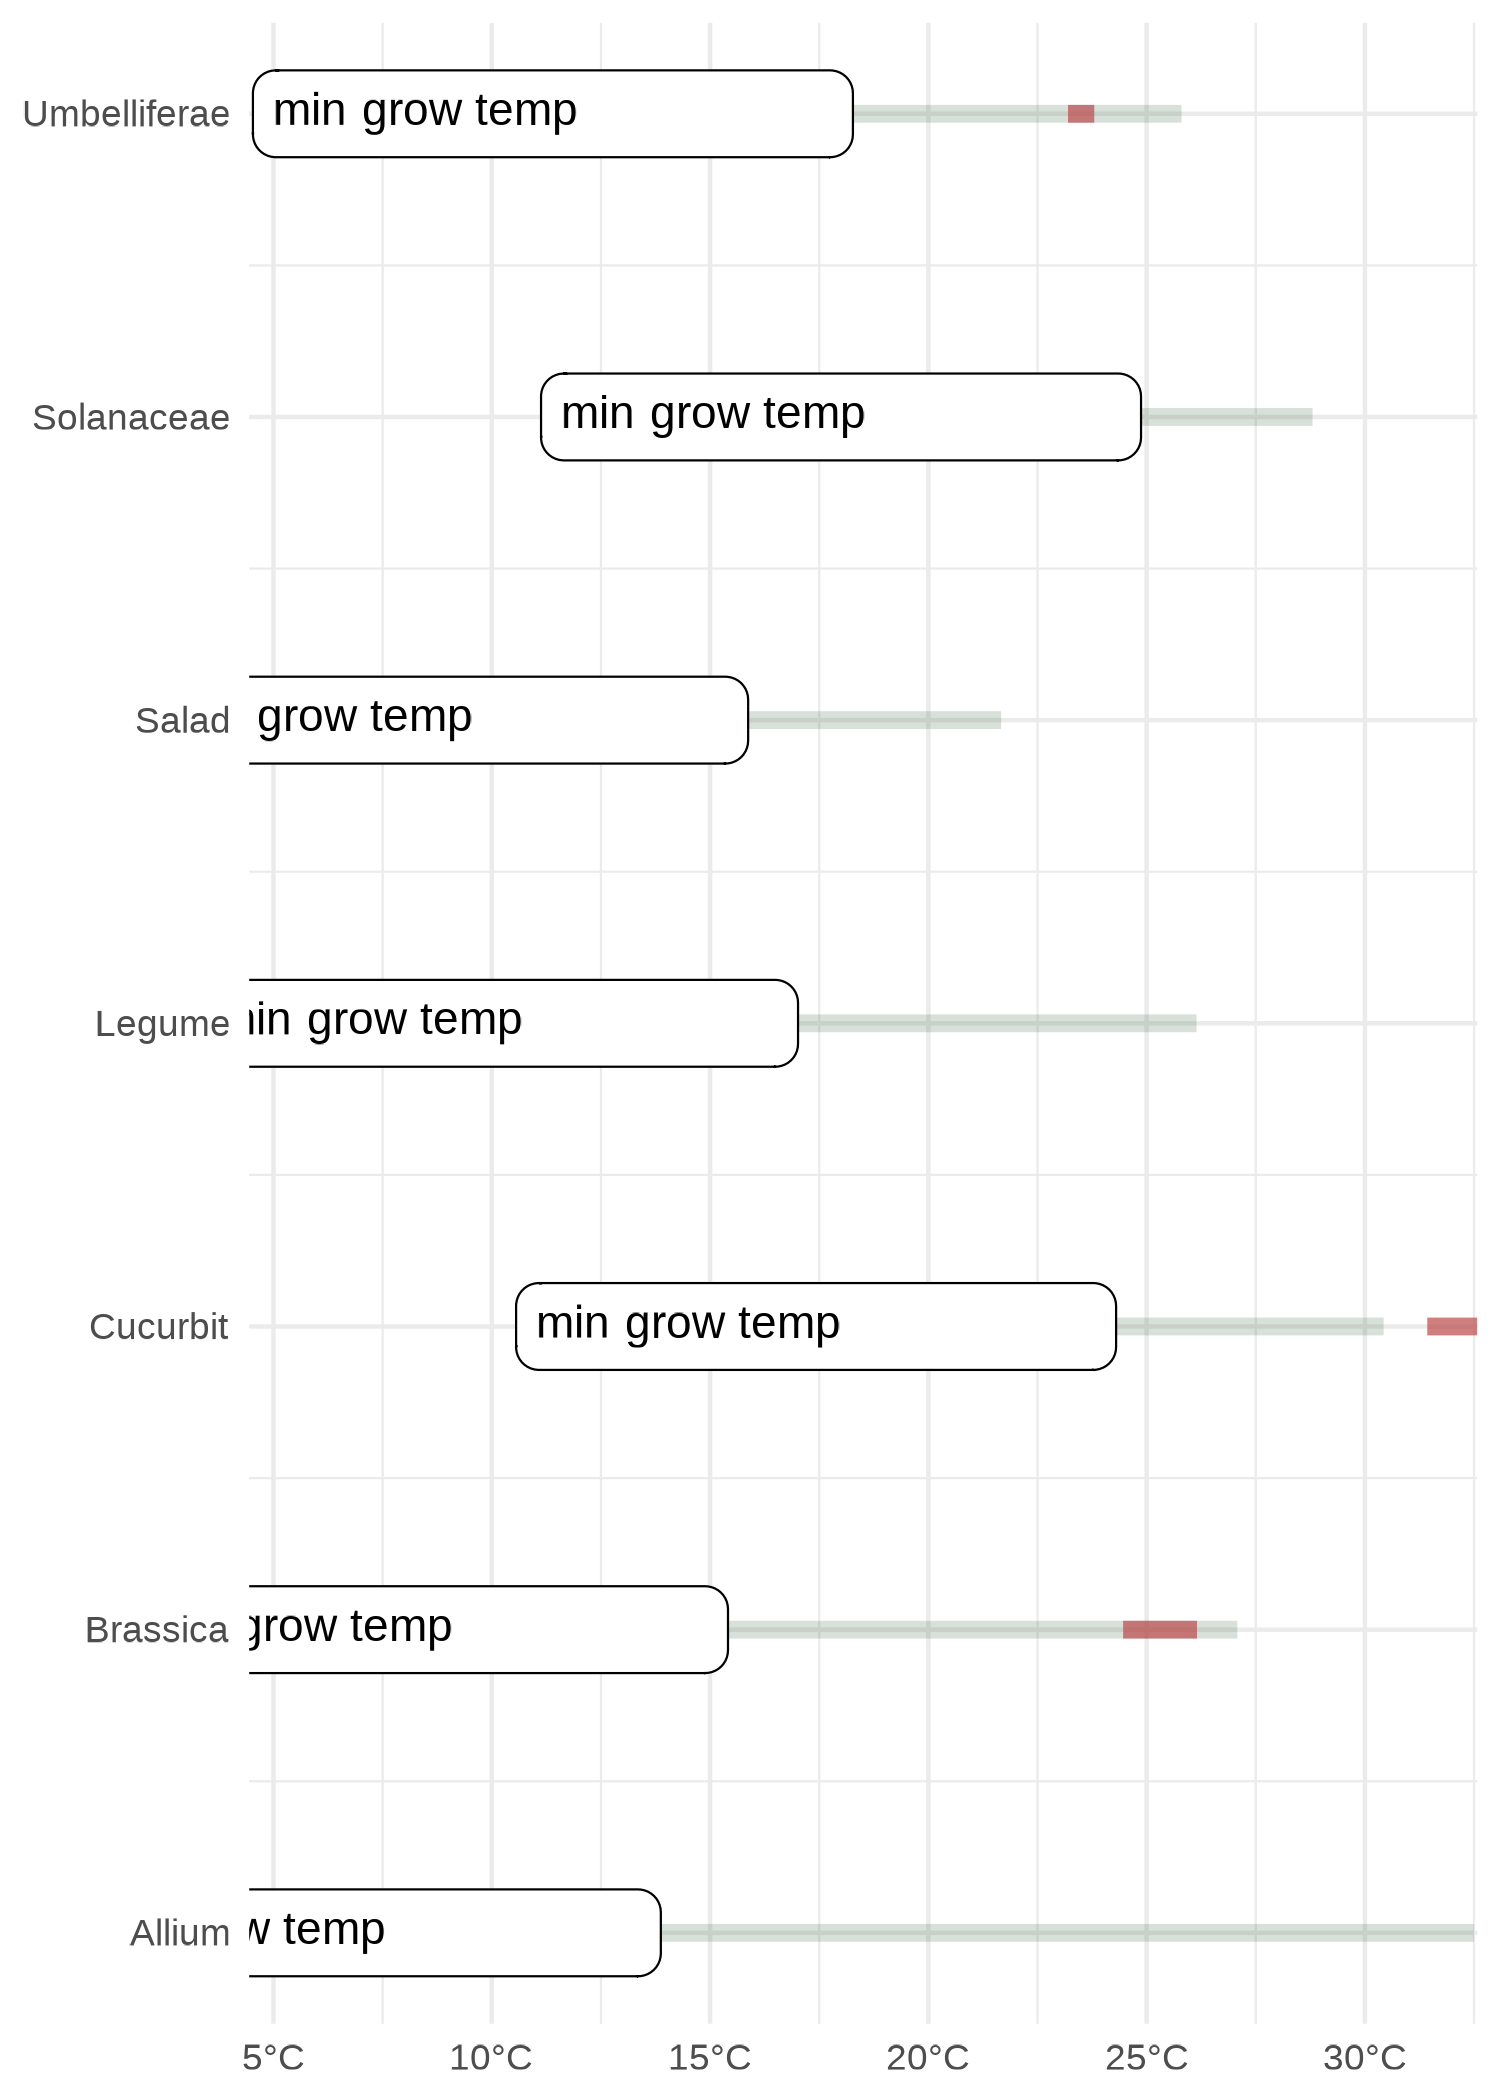 Umbelliferae min grow temp
Solanaceae min grow temp
Salad grow temp
Legume in grow temp
Cucurbit min grow temp
Brassica grow temp
Allium w temp
5°C 10°C 15°C 20°C 25°C 30°C